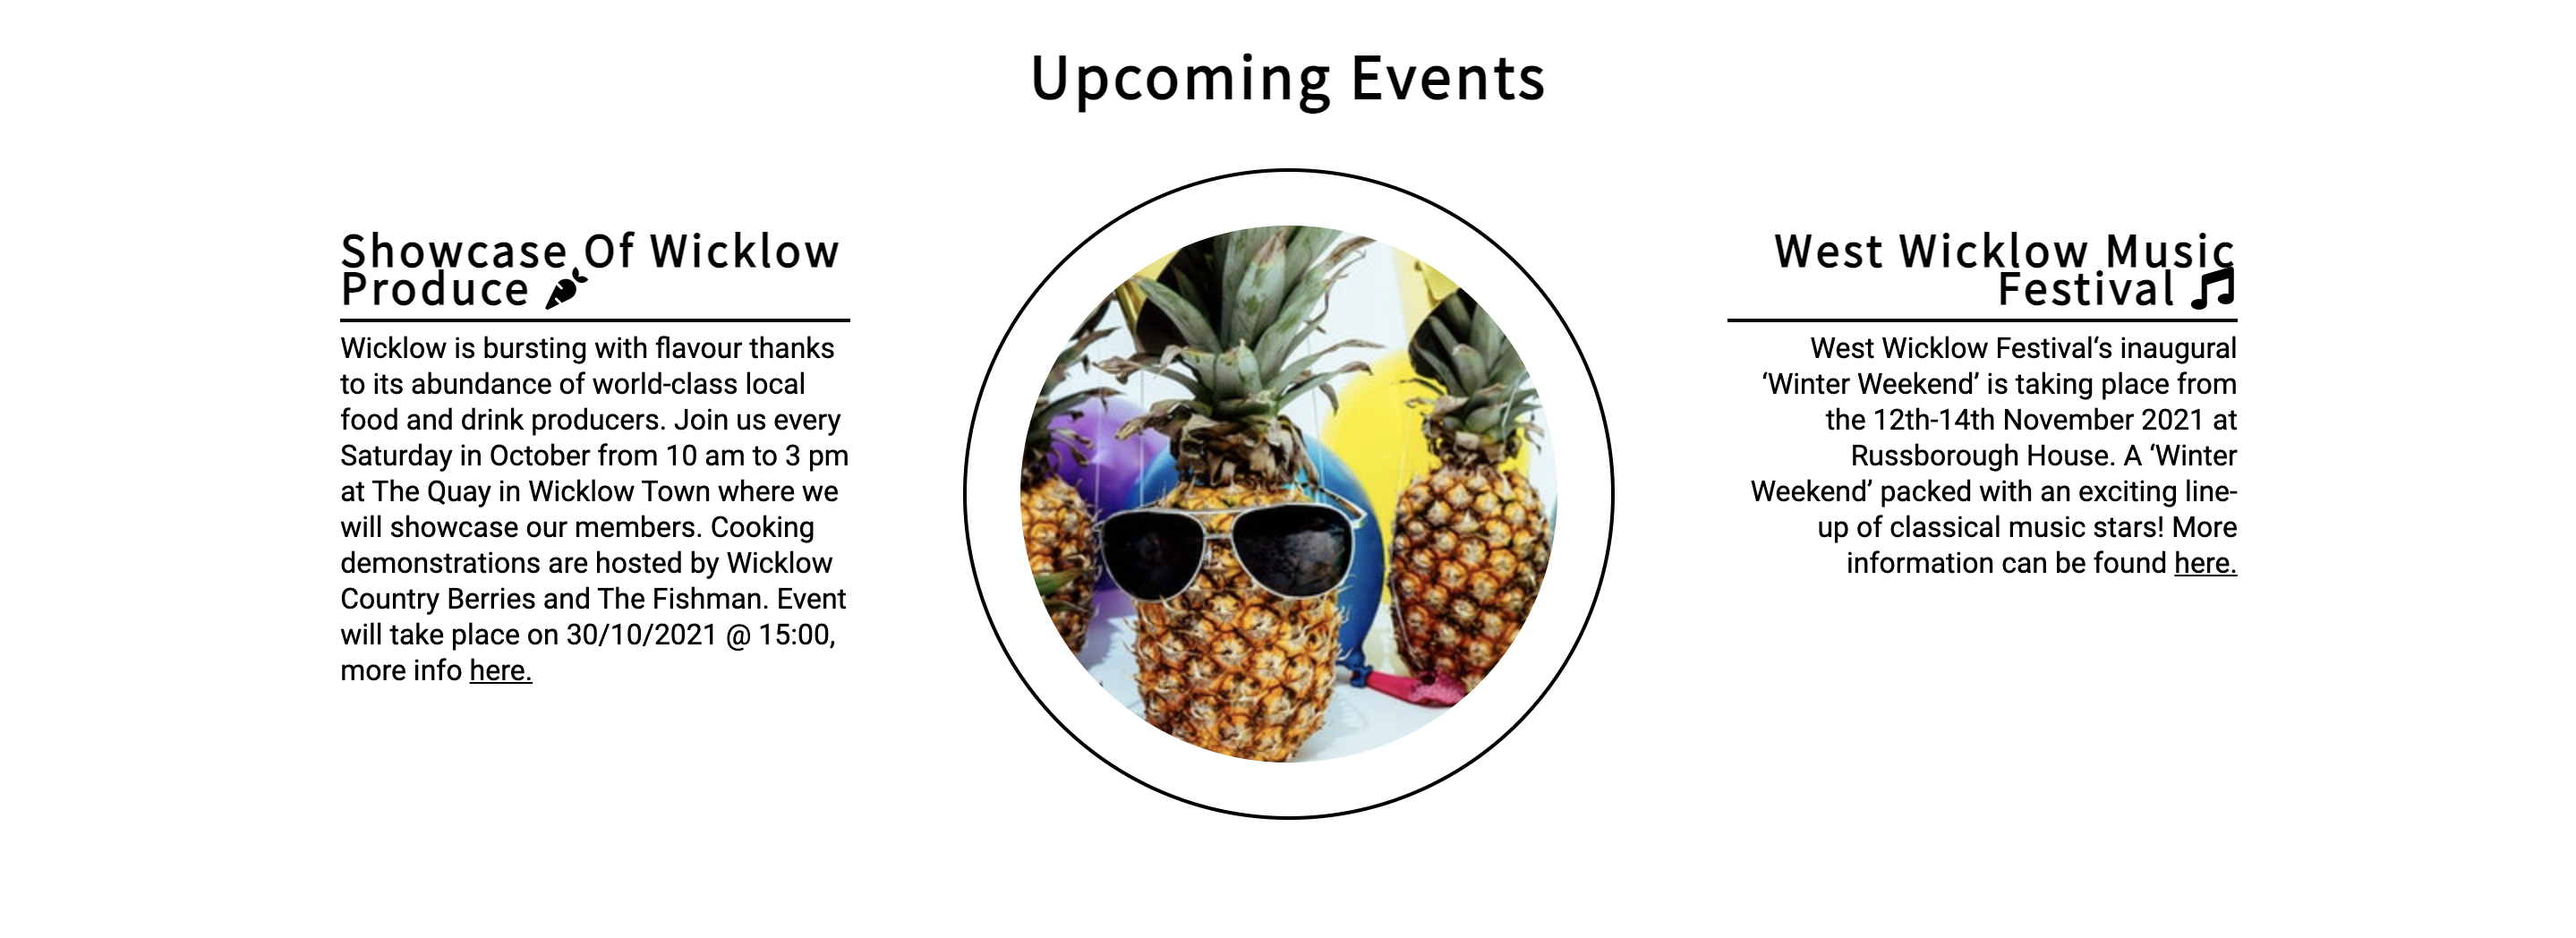 Upcoming Events
Showcase Of Wicklow
Produce
Wicklow is bursting with flavour thanks
to its abundance of world-class local
food and drink producers. Join us every
Saturday in October from 10 am to 3 pm
at The Quay in Wicklow Town where we
will showcase our members. Cooking
demonstrations are hosted by Wicklow
Country Berries and The Fishman. Event
will take place on 30/10/2021 @ 15:00,
more info here.
West Wicklow Music
Festival
West Wicklow Festival‘s inaugural
‘Winter Weekend’ is taking place from
the 12th-14th November 2021 at
Russborough House. A ‘Winter
Weekend’ packed with an exciting line-
up of classical music stars! More
information can be found here.